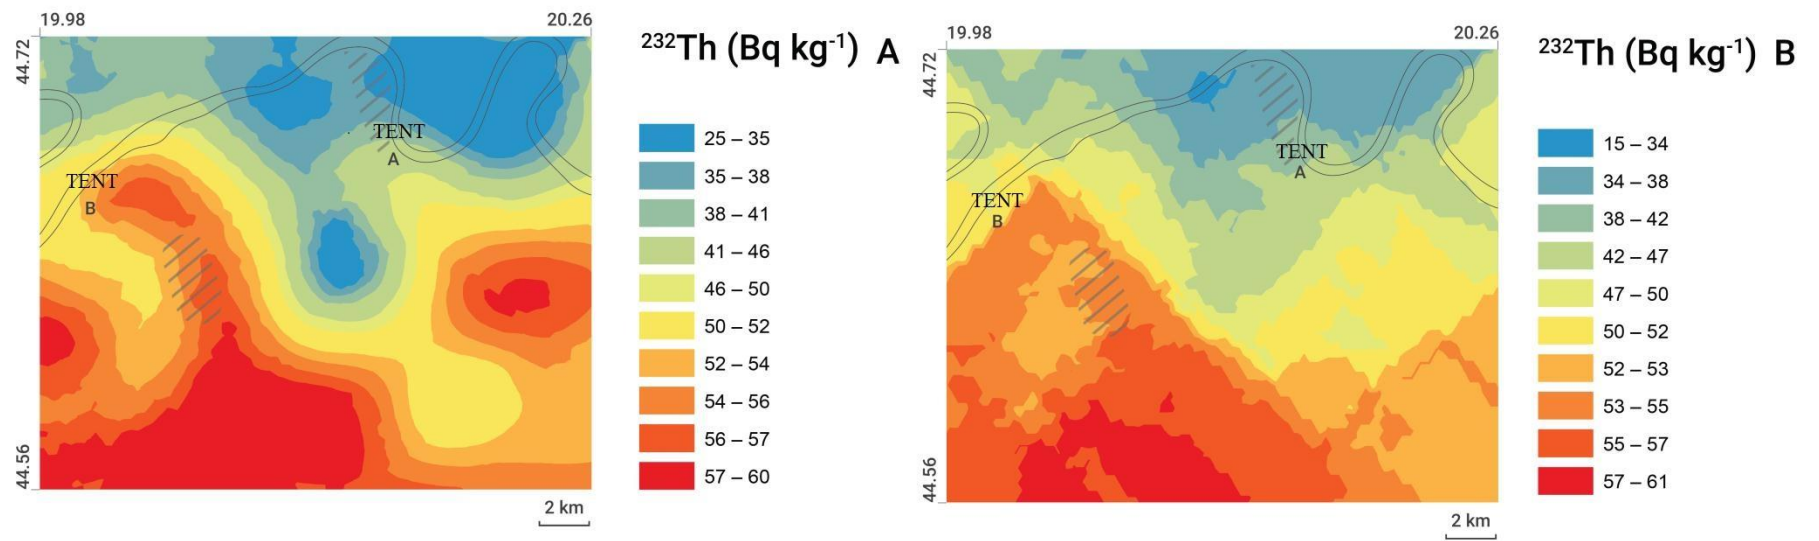 19.98 20.26
44.72
44.56
TENT
A
TENT
B
2 km
²³²Th (Bq kg⁻¹) A
25 – 35
35 – 38
38 – 41
41 – 46
46 – 50
50 – 52
52 – 54
54 – 56
56 – 57
57 – 60
19.98 20.26
44.72
44.56
TENT
A
TENT
B
2 km
²³²Th (Bq kg⁻¹) B
15 – 34
34 – 38
38 – 42
42 – 47
47 – 50
50 – 52
52 – 53
53 – 55
55 – 57
57 – 61